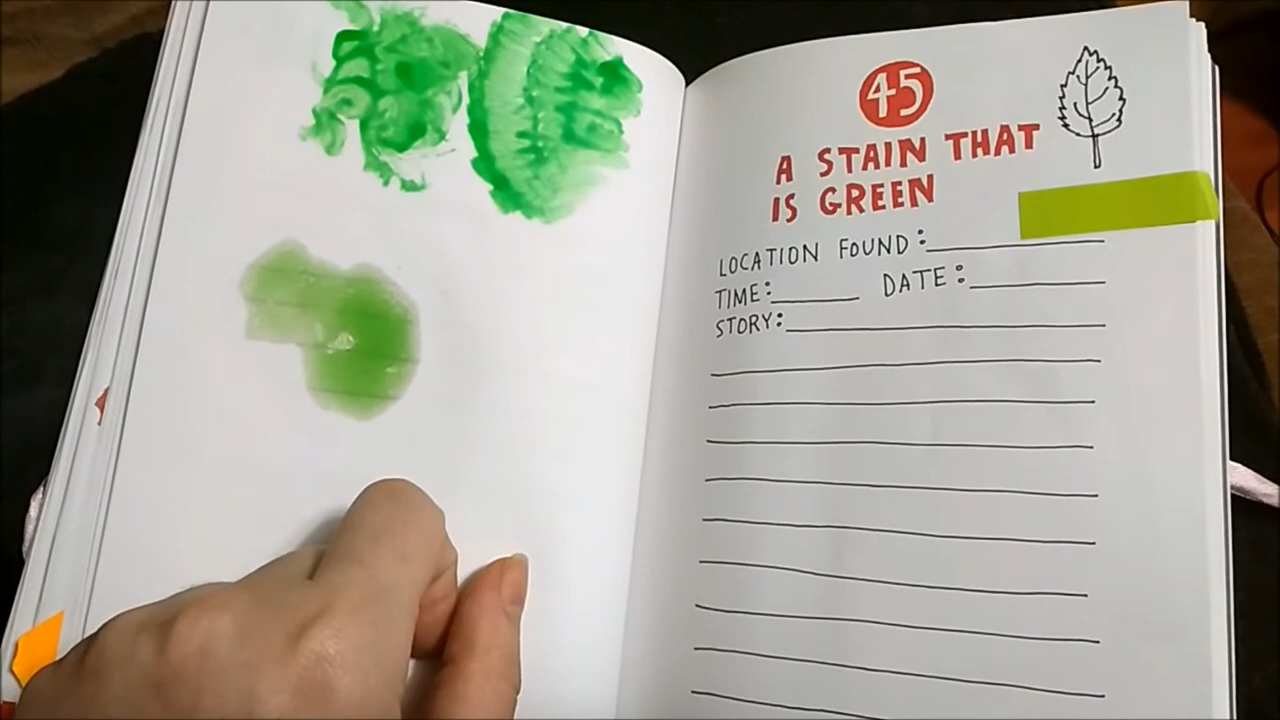 45
A STAIN THAT
IS GREEN
LOCATION FOUND:
TIME: DATE:
STORY: